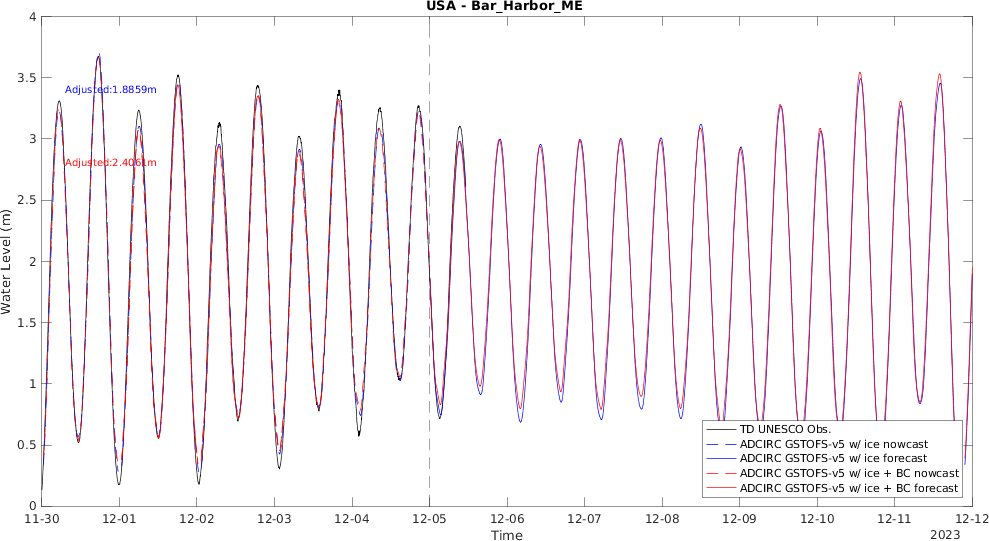 USA - Bar_Harbor_ME
Water Level (m)
4
3.5
3
2.5
2
1.5
1
0.5
0
Adjusted:1.8859m
Adjusted:2.4061m
TD UNESCO Obs.
ADCIRC GSTOFS-v5 w/ ice nowcast
ADCIRC GSTOFS-v5 w/ ice forecast
ADCIRC GSTOFS-v5 w/ ice + BC nowcast
ADCIRC GSTOFS-v5 w/ ice + BC forecast
11-30 12-01 12-02 12-03 12-04 12-05 12-06 12-07 12-08 12-09 12-10 12-11 12-12
Time
2023